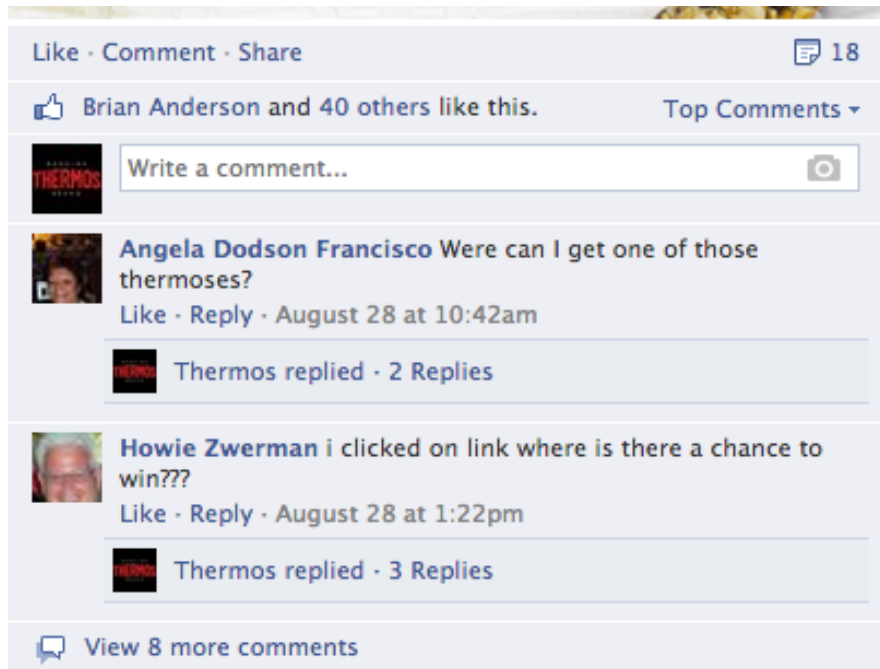 Like · Comment · Share 18
Brian Anderson and 40 others like this. Top Comments
THERMOS
Write a comment...
Angela Dodson Francisco Were can I get one of those
thermoses?
Like · Reply · August 28 at 10:42am
THERMOS
Thermos replied · 2 Replies
Howie Zwerman i clicked on link where is there a chance to
win???
Like · Reply · August 28 at 1:22pm
THERMOS
Thermos replied · 3 Replies
View 8 more comments